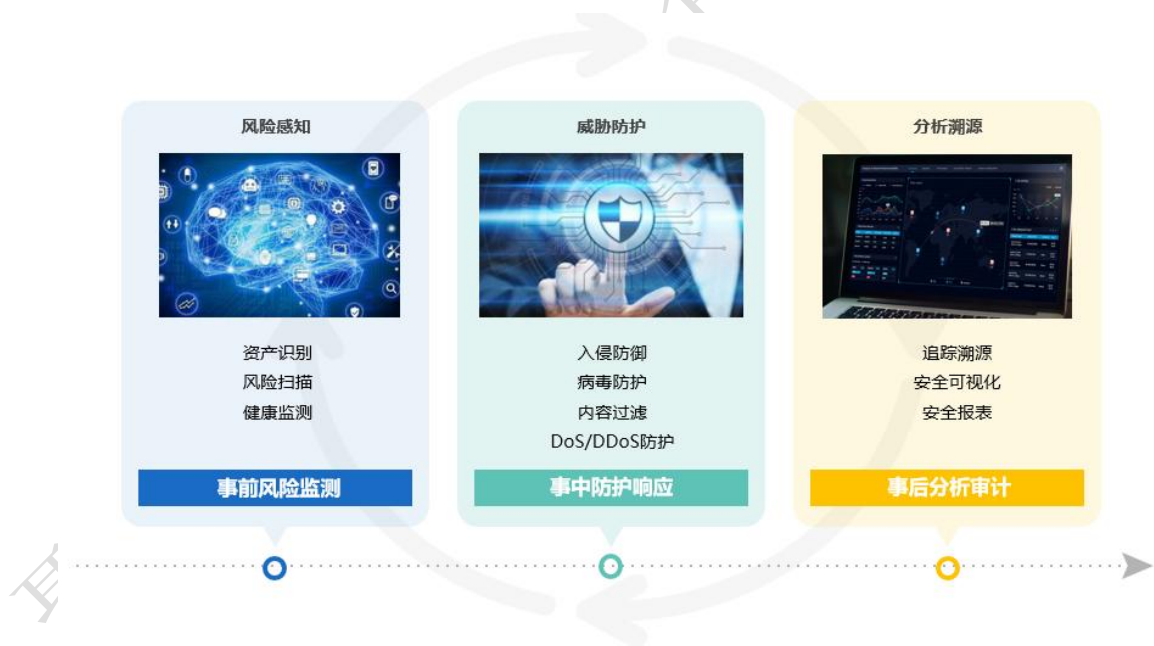 风险感知
资产识别
风险扫描
健康监测
事前风险监测
威胁防护
入侵防御
病毒防护
内容过滤
DoS/DDoS防护
事中防护响应
分析溯源
追踪溯源
安全可视化
安全报表
事后分析审计